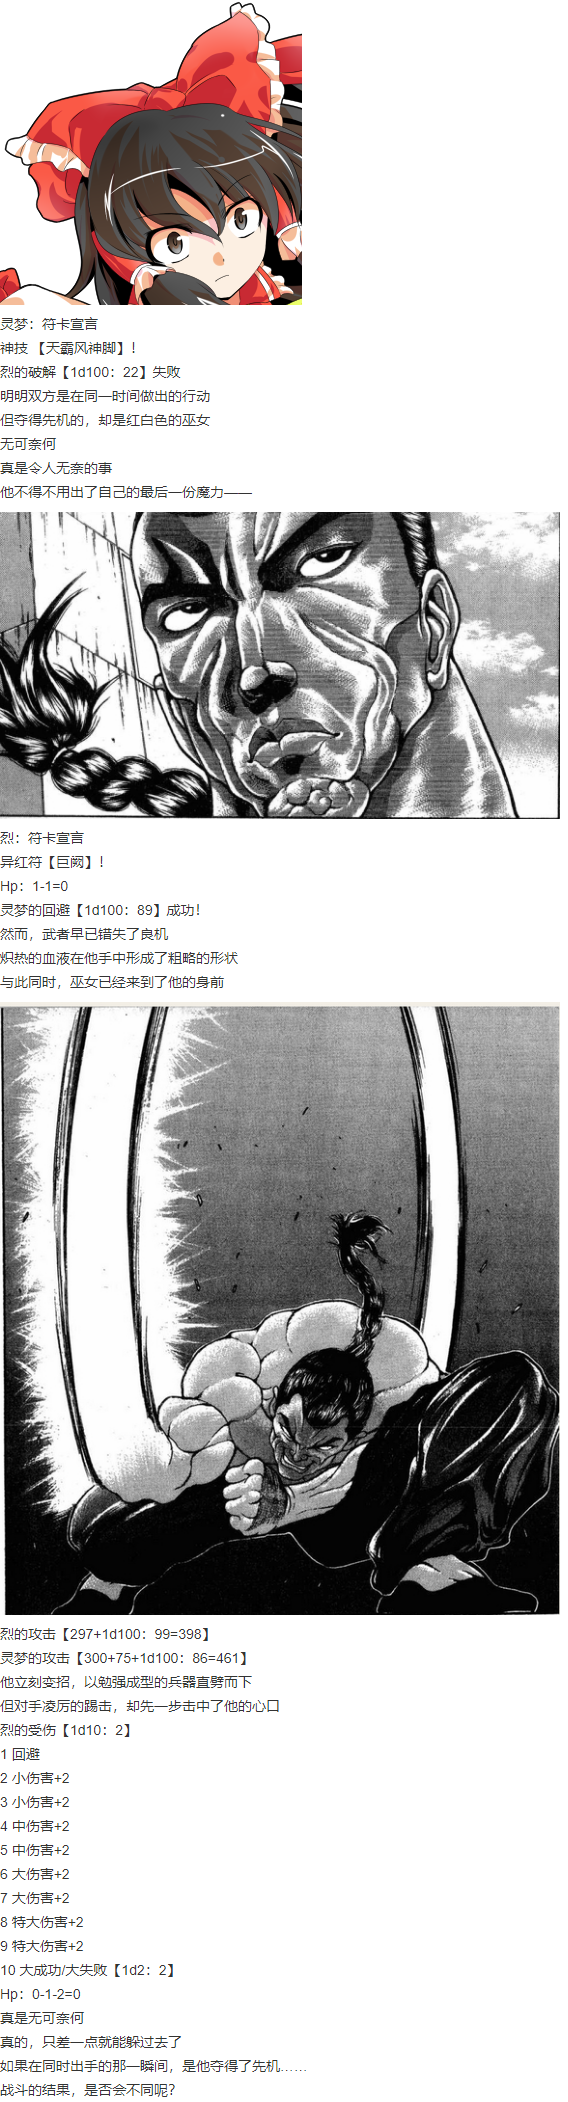 灵梦：符卡宣言
神技 【天霸风神脚】！
烈的破解【1d100：22】失败
明明双方是在同一时间做出的行动
但夺得先机的，却是红白色的巫女
无可奈何
真是令人无奈的事
他不得不用出了自己的最后一份魔力——
烈：符卡宣言
异红符【巨阙】！
Hp：1-1=0
灵梦的回避【1d100：89】成功！
然而，武者早已错失了良机
炽热的血液在他手中形成了粗略的形状
与此同时，巫女已经来到了他的身前
烈的攻击【297+1d100：99=398】
灵梦的攻击【300+75+1d100：86=461】
他立刻变招，以勉强成型的兵器直劈而下
但对手凌厉的踢击，却先一步击中了他的心口
烈的受伤【1d10：2】
1 回避
2 小伤害+2
3 小伤害+2
4 中伤害+2
5 中伤害+2
6 大伤害+2
7 大伤害+2
8 特大伤害+2
9 特大伤害+2
10 大成功/大失败【1d2：2】
Hp：0-1-2=0
真是无可奈何
真的，只差一点就能躲过去了
如果在同时出手的那一瞬间，是他夺得了先机……
战斗的结果，是否会不同呢？